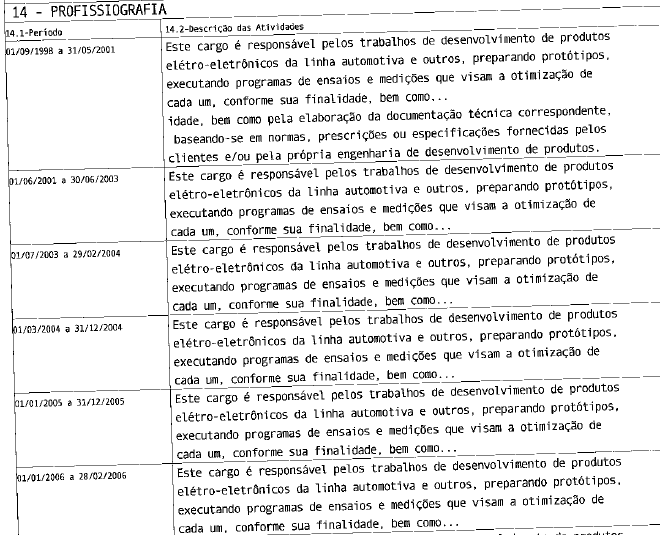 14 - PROFISSIOGRAFIA
14.1-Período 14.2-Descrição das Atividades
01/09/1998 a 31/05/2001 Este cargo é responsável pelos trabalhos de desenvolvimento de produtos
elétro-eletrônicos da linha automotiva e outros, preparando protótipos,
executando programas de ensaios e medições que visam a otimização de
cada um, conforme sua finalidade, bem como...
idade, bem como pela elaboração da documentação técnica correspondente,
baseando-se em normas, prescrições ou especificações fornecidas pelos
clientes e/ou pela própria engenharia de desenvolvimento de produtos.
01/06/2001 a 30/06/2003 Este cargo é responsável pelos trabalhos de desenvolvimento de produtos
elétro-eletrônicos da linha automotiva e outros, preparando protótipos,
executando programas de ensaios e medições que visam a otimização de
cada um, conforme sua finalidade, bem como...
01/07/2003 a 29/02/2004 Este cargo é responsável pelos trabalhos de desenvolvimento de produtos
elétro-eletrônicos da linha automotiva e outros, preparando protótipos,
executando programas de ensaios e medições que visam a otimização de
cada um, conforme sua finalidade, bem como...
01/03/2004 a 31/12/2004 Este cargo é responsável pelos trabalhos de desenvolvimento de produtos
elétro-eletrônicos da linha automotiva e outros, preparando protótipos,
executando programas de ensaios e medições que visam a otimização de
cada um, conforme sua finalidade, bem como...
01/01/2005 a 31/12/2005 Este cargo é responsável pelos trabalhos de desenvolvimento de produtos
elétro-eletrônicos da linha automotiva e outros, preparando protótipos,
executando programas de ensaios e medições que visam a otimização de
cada um, conforme sua finalidade, bem como...
01/01/2006 a 28/02/2006 Este cargo é responsável pelos trabalhos de desenvolvimento de produtos
elétro-eletrônicos da linha automotiva e outros, preparando protótipos,
executando programas de ensaios e medições que visam a otimização de
cada um, conforme sua finalidade, bem como...